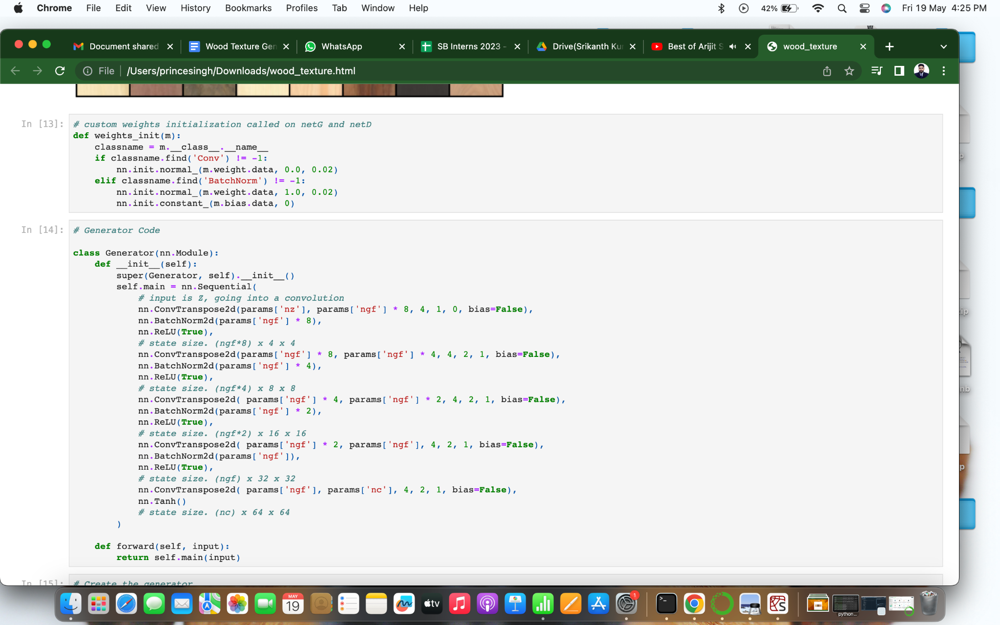 Chrome File Edit View History Bookmarks Profiles Tab Window Help 42% Fri 19 May 4:25 PM
Document shared Wood Texture Gen WhatsApp SB Interns 2023 - Drive(Srikanth Kum Best of Arijit S wood_texture
File /Users/princesingh/Downloads/wood_texture.html
In [13]:
# custom weights initialization called on netG and netD
def weights_init(m):
    classname = m.__class__.__name__
    if classname.find('Conv') != -1:
        nn.init.normal_(m.weight.data, 0.0, 0.02)
    elif classname.find('BatchNorm') != -1:
        nn.init.normal_(m.weight.data, 1.0, 0.02)
        nn.init.constant_(m.bias.data, 0)
In [14]:
# Generator Code
class Generator(nn.Module):
    def __init__(self):
        super(Generator, self).__init__()
        self.main = nn.Sequential(
            # input is Z, going into a convolution
            nn.ConvTranspose2d(params['nz'], params['ngf'] * 8, 4, 1, 0, bias=False),
            nn.BatchNorm2d(params['ngf'] * 8),
            nn.ReLU(True),
            # state size. (ngf*8) x 4 x 4
            nn.ConvTranspose2d(params['ngf'] * 8, params['ngf'] * 4, 4, 2, 1, bias=False),
            nn.BatchNorm2d(params['ngf'] * 4),
            nn.ReLU(True),
            # state size. (ngf*4) x 8 x 8
            nn.ConvTranspose2d( params['ngf'] * 4, params['ngf'] * 2, 4, 2, 1, bias=False),
            nn.BatchNorm2d(params['ngf'] * 2),
            nn.ReLU(True),
            # state size. (ngf*2) x 16 x 16
            nn.ConvTranspose2d( params['ngf'] * 2, params['ngf'], 4, 2, 1, bias=False),
            nn.BatchNorm2d(params['ngf']),
            nn.ReLU(True),
            # state size. (ngf) x 32 x 32
            nn.ConvTranspose2d( params['ngf'], params['nc'], 4, 2, 1, bias=False),
            nn.Tanh()
            # state size. (nc) x 64 x 64
        )
    def forward(self, input):
        return self.main(input)
In [15]:
# Create the generator
MAY
19
tv
1
python...